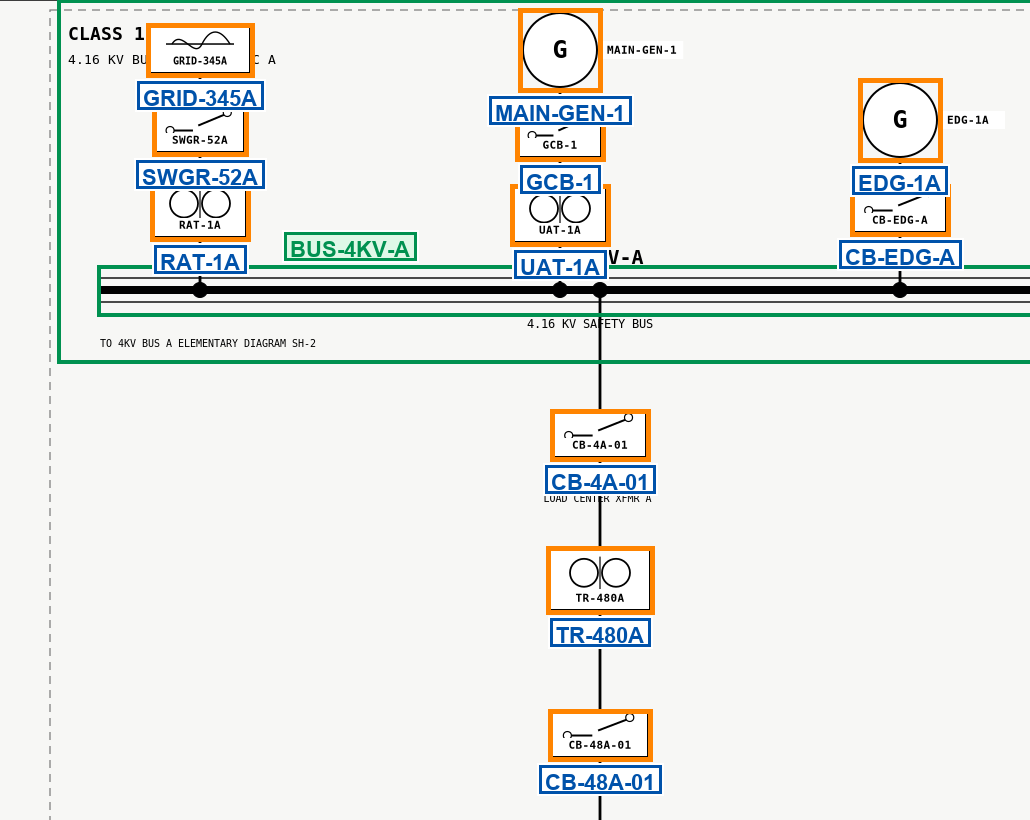 CLASS 1
4.16 KV BU
C A
GRID-345A
GRID-345A
SWGR-52A
SWGR-52A
RAT-1A
RAT-1A
G
MAIN-GEN-1
MAIN-GEN-1
GCB-1
GCB-1
UAT-1A
UAT-1A
G
EDG-1A
EDG-1A
CB-EDG-A
CB-EDG-A
BUS-4KV-A
V-A
4.16 KV SAFETY BUS
TO 4KV BUS A ELEMENTARY DIAGRAM SH-2
CB-4A-01
CB-4A-01
LOAD CENTER XFMR A
TR-480A
TR-480A
CB-48A-01
CB-48A-01